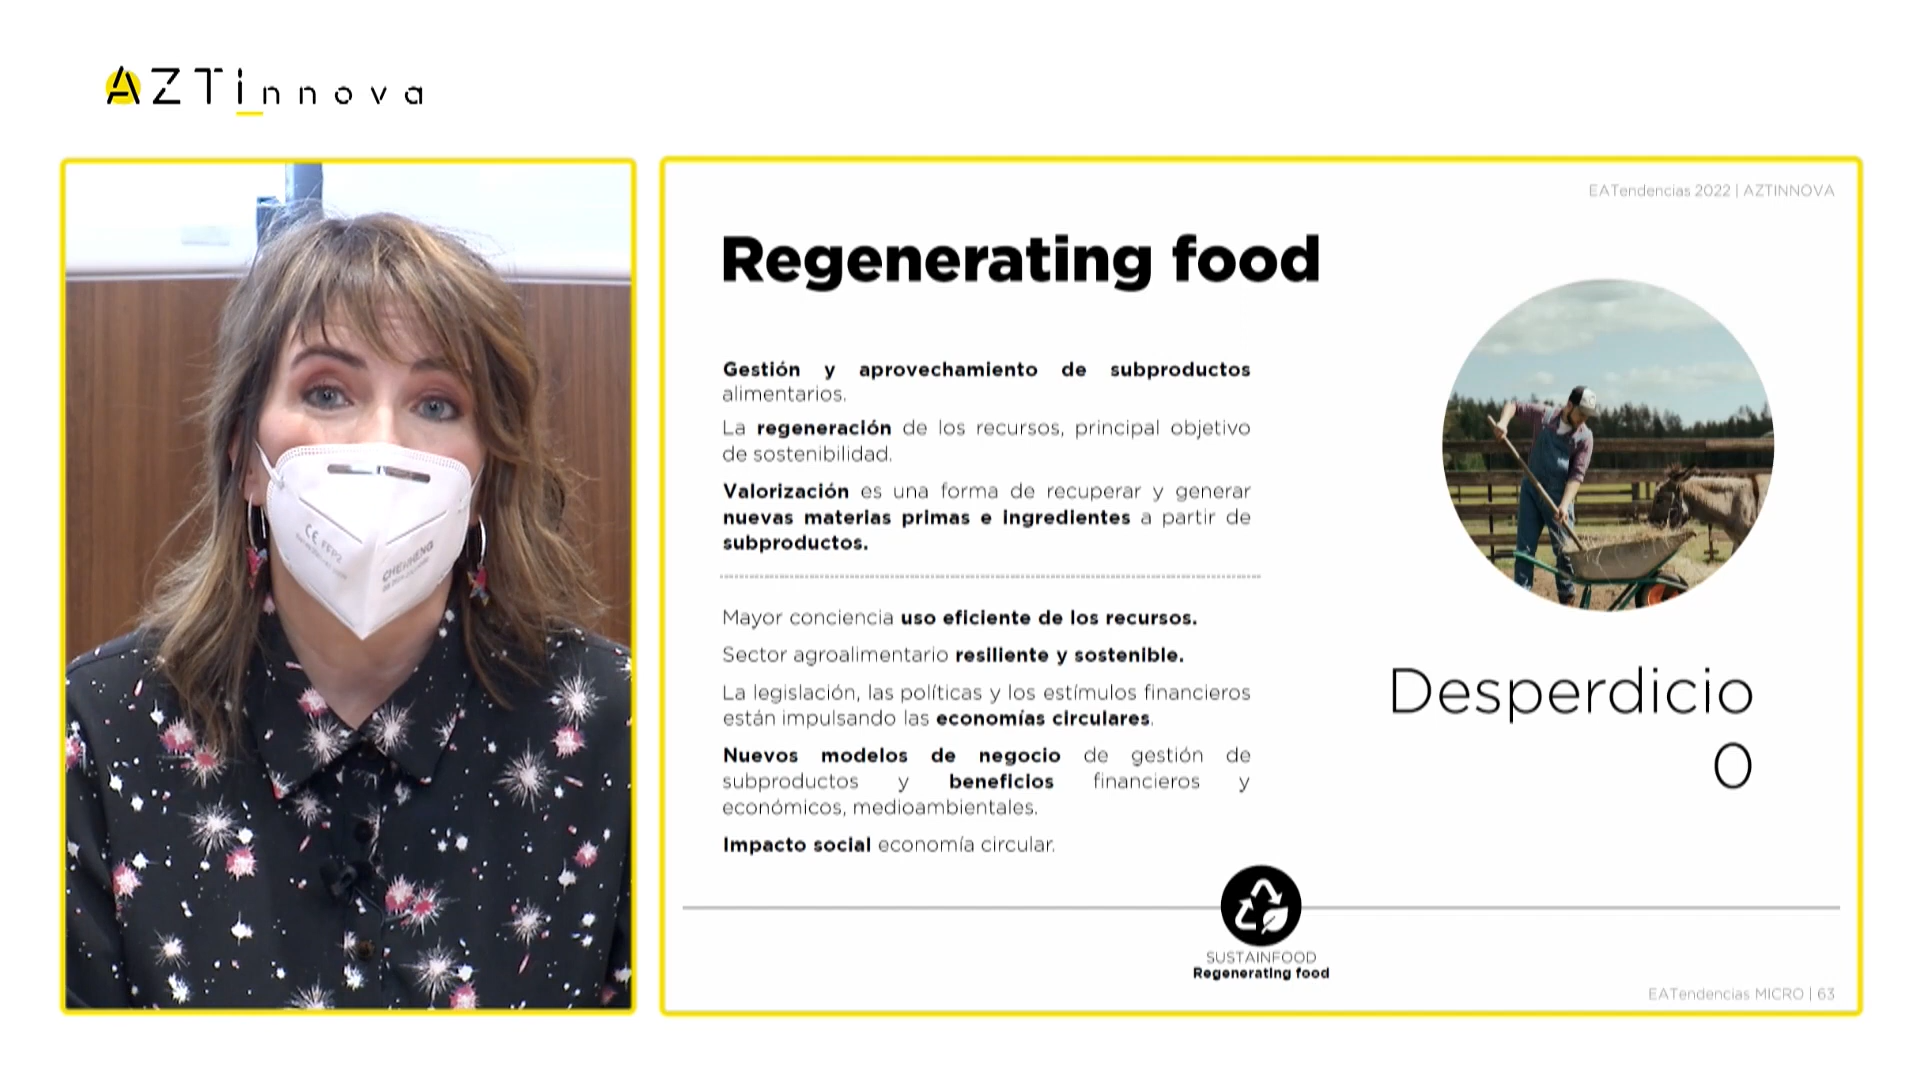 AZTInnova
EATendencias 2022 | AZTINNOVA
Regenerating food
Gestión y aprovechamiento de subproductos
alimentarios.
La regeneración de los recursos, principal objetivo
de sostenibilidad.
Valorización es una forma de recuperar y generar
nuevas materias primas e ingredientes a partir de
subproductos.
Mayor conciencia uso eficiente de los recursos.
Sector agroalimentario resiliente y sostenible.
La legislación, las políticas y los estímulos financieros
están impulsando las economías circulares.
Nuevos modelos de negocio de gestión de
subproductos y beneficios financieros y
económicos, medioambientales.
Impacto social economía circular.
Desperdicio
0
SUSTAINFOOD
Regenerating food
EATendencias MICRO | 63
CE FFP2